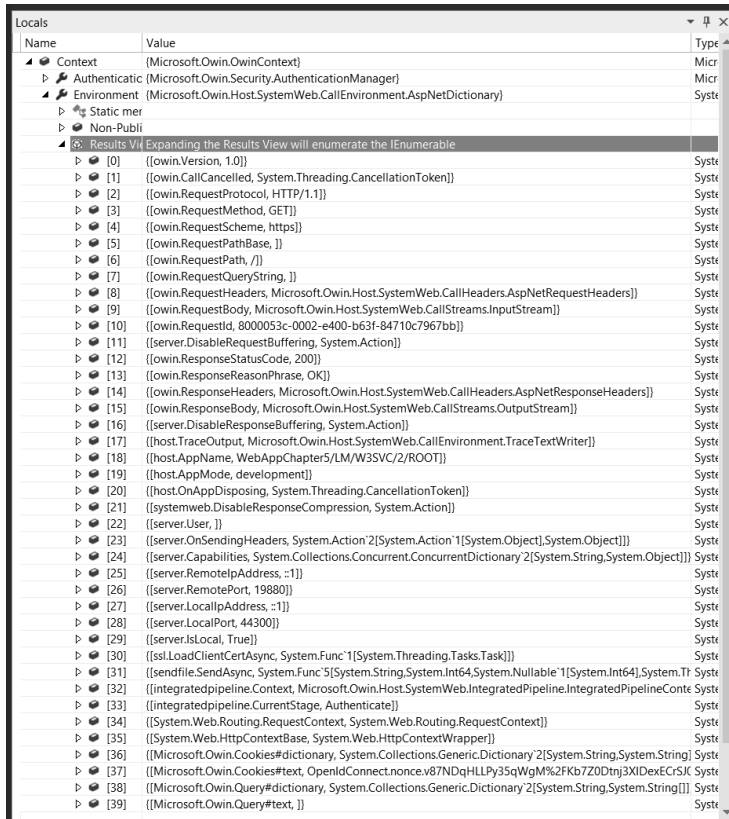 Locals
Name Value Type
Context {Microsoft.Owin.OwinContext} Micr
Authenticatic {Microsoft.Owin.Security.AuthenticationManager} Micr
Environment {Microsoft.Owin.Host.SystemWeb.CallEnvironment.AspNetDictionary} Syste
Static mer
Non-Publi
Results Vie Expanding the Results View will enumerate the IEnumerable
[0] {[owin.Version, 1.0]} Syste
[1] {[owin.CallCancelled, System.Threading.CancellationToken]} Syste
[2] {[owin.RequestProtocol, HTTP/1.1]} Syste
[3] {[owin.RequestMethod, GET]} Syste
[4] {[owin.RequestScheme, https]} Syste
[5] {[owin.RequestPathBase, ]} Syste
[6] {[owin.RequestPath, /]} Syste
[7] {[owin.RequestQueryString, ]} Syste
[8] {[owin.RequestHeaders, Microsoft.Owin.Host.SystemWeb.CallHeaders.AspNetRequestHeaders]} Syste
[9] {[owin.RequestBody, Microsoft.Owin.Host.SystemWeb.CallStreams.InputStream]} Syste
[10] {[owin.RequestId, 8000053c-0002-e400-b63f-84710c7967bb]} Syste
[11] {[server.DisableRequestBuffering, System.Action]} Syste
[12] {[owin.ResponseStatusCode, 200]} Syste
[13] {[owin.ResponseReasonPhrase, OK]} Syste
[14] {[owin.ResponseHeaders, Microsoft.Owin.Host.SystemWeb.CallHeaders.AspNetResponseHeaders]} Syste
[15] {[owin.ResponseBody, Microsoft.Owin.Host.SystemWeb.CallStreams.OutputStream]} Syste
[16] {[server.DisableResponseBuffering, System.Action]} Syste
[17] {[host.TraceOutput, Microsoft.Owin.Host.SystemWeb.CallEnvironment.TraceTextWriter]} Syste
[18] {[host.AppName, WebAppChapter5/LM/W3SVC/2/ROOT]} Syste
[19] {[host.AppMode, development]} Syste
[20] {[host.OnAppDisposing, System.Threading.CancellationToken]} Syste
[21] {[systemweb.DisableResponseCompression, System.Action]} Syste
[22] {[server.User, ]} Syste
[23] {[server.OnSendingHeaders, System.Action`2[System.Action`1[System.Object],System.Object]]} Syste
[24] {[server.Capabilities, System.Collections.Concurrent.ConcurrentDictionary`2[System.String,System.Object]]} Syste
[25] {[server.RemoteIpAddress, ::1]} Syste
[26] {[server.RemotePort, 19880]} Syste
[27] {[server.LocalIpAddress, ::1]} Syste
[28] {[server.LocalPort, 44300]} Syste
[29] {[server.IsLocal, True]} Syste
[30] {[ssl.LoadClientCertAsync, System.Func`1[System.Threading.Tasks.Task]]} Syste
[31] {[sendfile.SendAsync, System.Func`5[System.String,System.Int64,System.Nullable`1[System.Int64],System.Th Syste
[32] {[integratedpipeline.Context, Microsoft.Owin.Host.SystemWeb.IntegratedPipeline.IntegratedPipelineConte Syste
[33] {[integratedpipeline.CurrentStage, Authenticate]} Syste
[34] {[System.Web.Routing.RequestContext, System.Web.Routing.RequestContext]} Syste
[35] {[System.Web.HttpContextBase, System.Web.HttpContextWrapper]} Syste
[36] {[Microsoft.Owin.Cookies#dictionary, System.Collections.Generic.Dictionary`2[System.String,System.String] Syste
[37] {[Microsoft.Owin.Cookies#text, OpenIdConnect.nonce.v87NDqHLLPy35qWgM%2FKb7Z0Dtnj3XIDexECrSJ( Syste
[38] {[Microsoft.Owin.Query#dictionary, System.Collections.Generic.Dictionary`2[System.String,System.String[]] Syste
[39] {[Microsoft.Owin.Query#text, ]} Syste